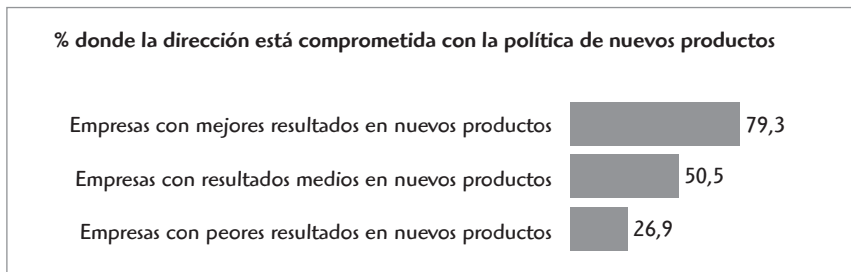 % donde la dirección está comprometida con la política de nuevos productos
Empresas con mejores resultados en nuevos productos 79,3
Empresas con resultados medios en nuevos productos 50,5
Empresas con peores resultados en nuevos productos 26,9